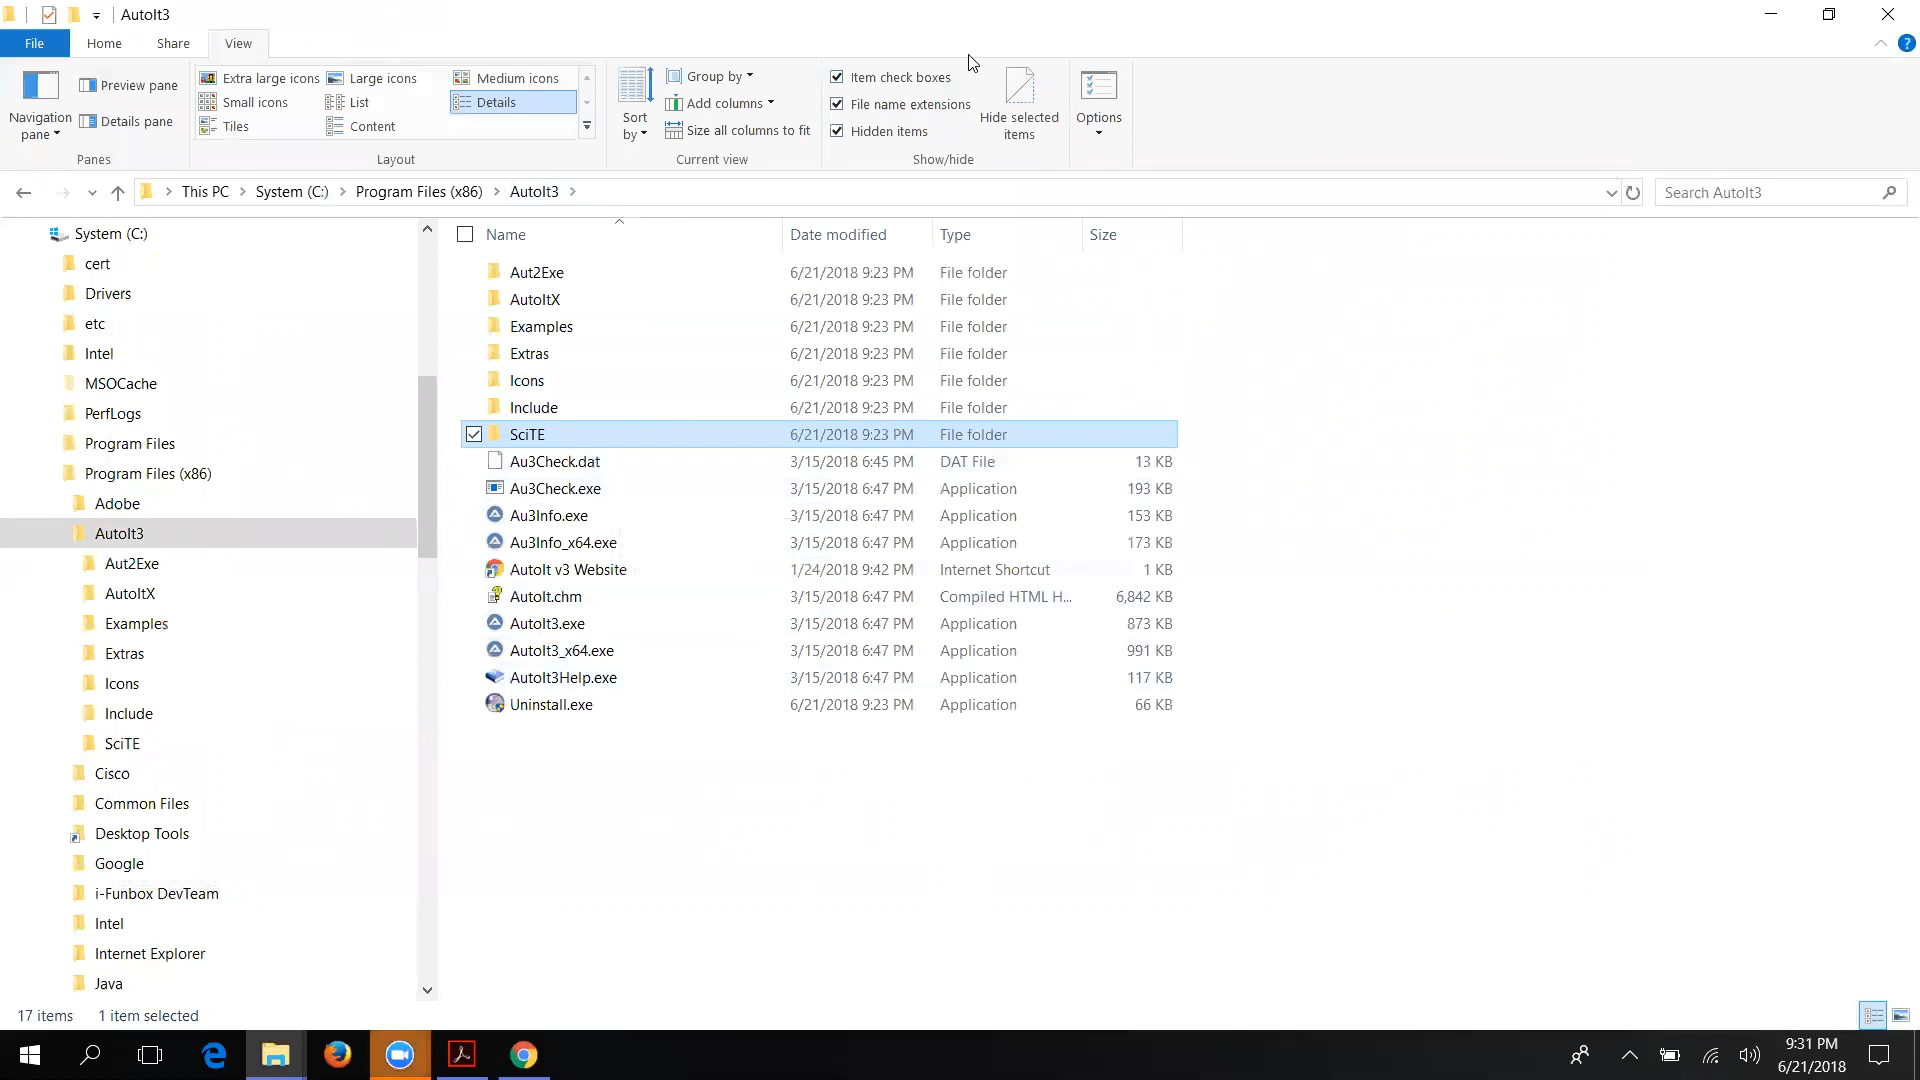 AutoIt3
File Home Share View
Navigation pane
Preview pane
Details pane
Panes
Extra large icons Large icons Medium icons
Small icons List Details
Tiles Content
Layout
Sort by
Group by
Add columns
Size all columns to fit
Current view
Item check boxes
File name extensions
Hidden items
Hide selected items
Show/hide
Options
This PC System (C:) Program Files (x86) AutoIt3
Search AutoIt3
System (C:)
cert
Drivers
etc
Intel
MSOCache
PerfLogs
Program Files
Program Files (x86)
Adobe
AutoIt3
Aut2Exe
AutoItX
Examples
Extras
Icons
Include
SciTE
Cisco
Common Files
Desktop Tools
Google
i-Funbox DevTeam
Intel
Internet Explorer
Java
Name Date modified Type Size
Aut2Exe 6/21/2018 9:23 PM File folder
AutoItX 6/21/2018 9:23 PM File folder
Examples 6/21/2018 9:23 PM File folder
Extras 6/21/2018 9:23 PM File folder
Icons 6/21/2018 9:23 PM File folder
Include 6/21/2018 9:23 PM File folder
SciTE 6/21/2018 9:23 PM File folder
Au3Check.dat 3/15/2018 6:45 PM DAT File 13 KB
Au3Check.exe 3/15/2018 6:47 PM Application 193 KB
Au3Info.exe 3/15/2018 6:47 PM Application 153 KB
Au3Info_x64.exe 3/15/2018 6:47 PM Application 173 KB
AutoIt v3 Website 1/24/2018 9:42 PM Internet Shortcut 1 KB
AutoIt.chm 3/15/2018 6:47 PM Compiled HTML H... 6,842 KB
AutoIt3.exe 3/15/2018 6:47 PM Application 873 KB
AutoIt3_x64.exe 3/15/2018 6:47 PM Application 991 KB
AutoIt3Help.exe 3/15/2018 6:47 PM Application 117 KB
Uninstall.exe 6/21/2018 9:23 PM Application 66 KB
17 items 1 item selected
9:31 PM
6/21/2018